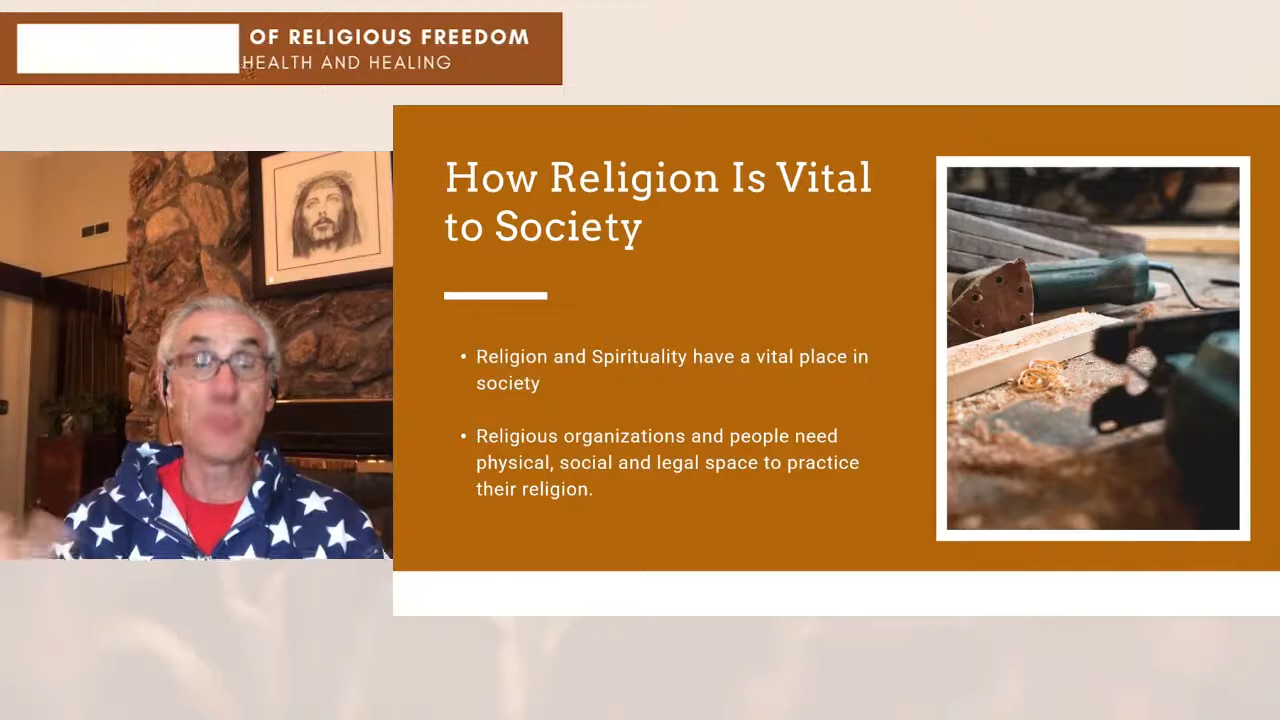 OF RELIGIOUS FREEDOM
HEALTH AND HEALING
How Religion Is Vital
to Society
• Religion and Spirituality have a vital place in
society
• Religious organizations and people need
physical, social and legal space to practice
their religion.